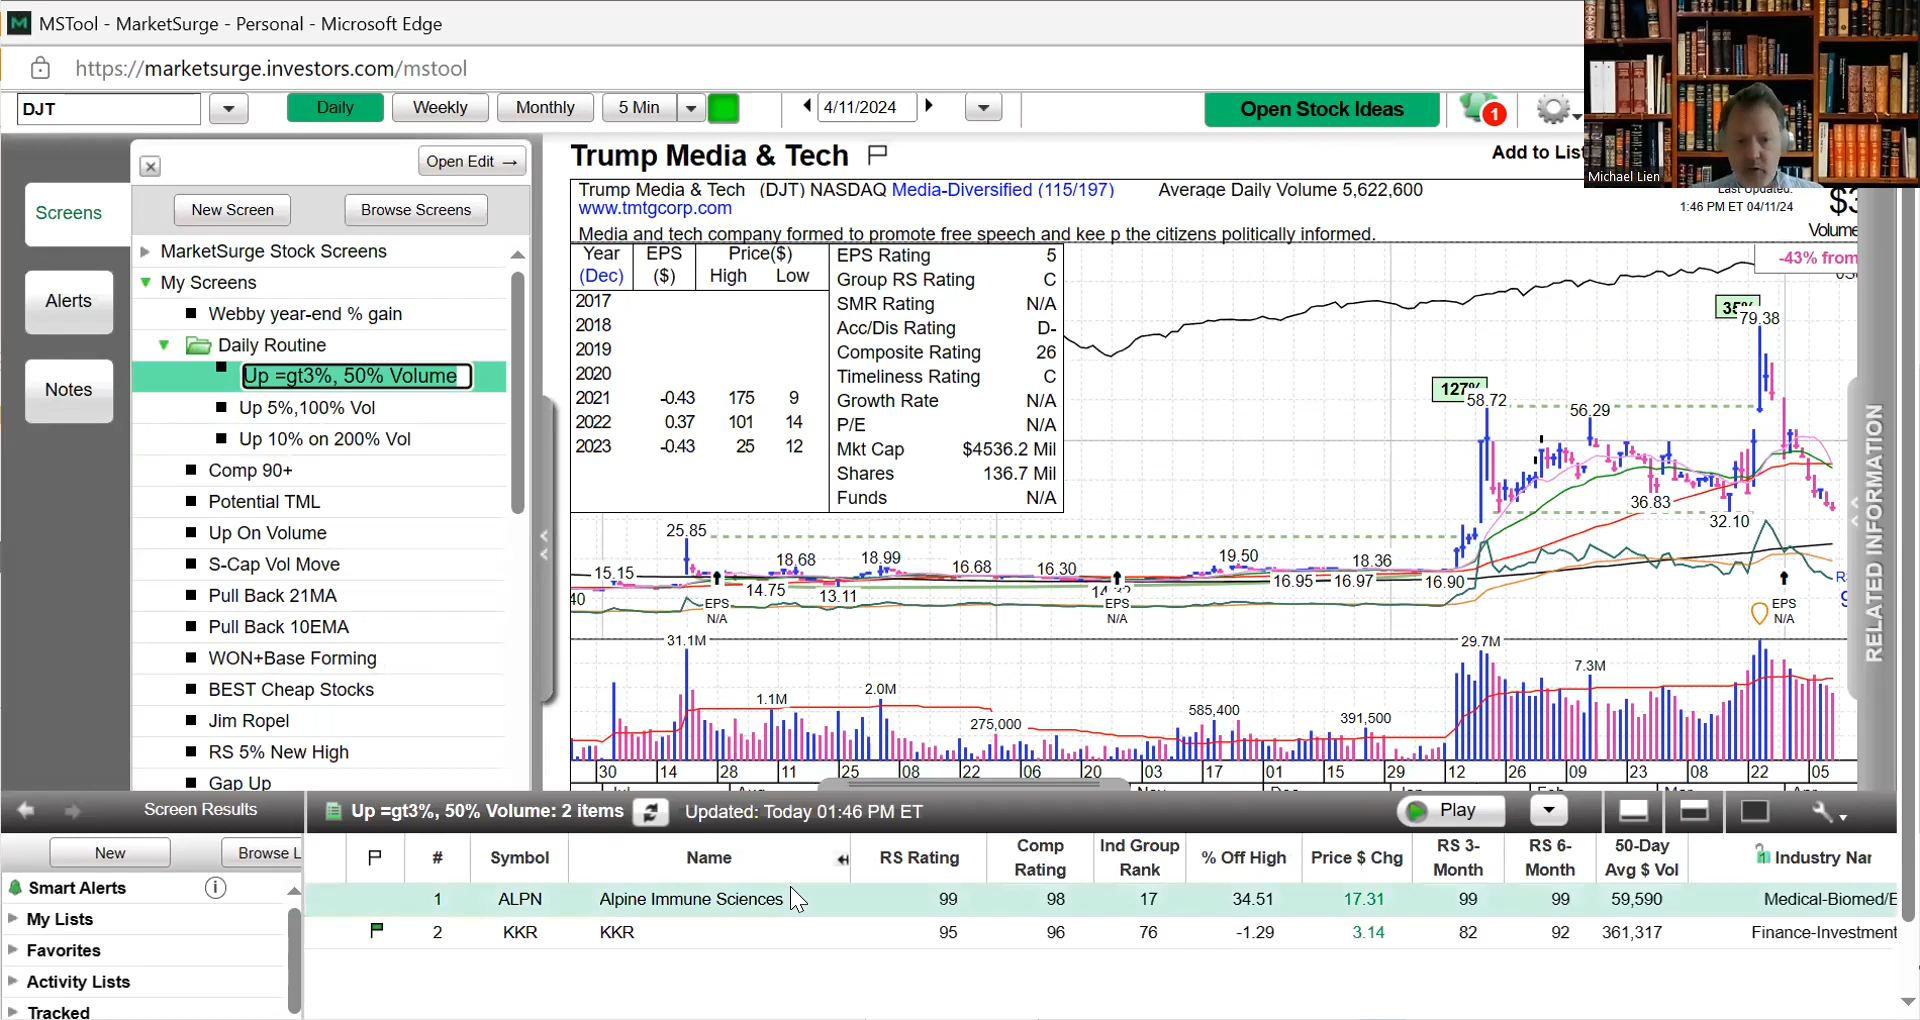 MSTool - MarketSurge - Personal - Microsoft Edge
https://marketsurge.investors.com/mstool
DJT
Daily
Weekly
Monthly
5 Min
4/11/2024
Open Stock Ideas
1
Michael Lien
Open Edit →
Screens
Alerts
Notes
New Screen
Browse Screens
MarketSurge Stock Screens
My Screens
Webby year-end % gain
Daily Routine
Up =gt3%, 50% Volume
Up 5%,100% Vol
Up 10% on 200% Vol
Comp 90+
Potential TML
Up On Volume
S-Cap Vol Move
Pull Back 21MA
Pull Back 10EMA
WON+Base Forming
BEST Cheap Stocks
Jim Ropel
RS 5% New High
Gap Up
Trump Media & Tech
Add to List
Trump Media & Tech (DJT) NASDAQ Media-Diversified (115/197) Average Daily Volume 5,622,600
www.tmtgcorp.com
Media and tech company formed to promote free speech and kee p the citizens politically informed.
Last Updated:
1:46 PM ET 04/11/24
Volume
-43% from
Year EPS Price($)
(Dec) ($) High Low
2017
2018
2019
2020
2021 -0.43 175 9
2022 0.37 101 14
2023 -0.43 25 12
EPS Rating 5
Group RS Rating C
SMR Rating N/A
Acc/Dis Rating D-
Composite Rating 26
Timeliness Rating C
Growth Rate N/A
P/E N/A
Mkt Cap $4536.2 Mil
Shares 136.7 Mil
Funds N/A
35%
79.38
127%
58.72
56.29
36.83
32.10
25.85
15.15
40
18.68
18.99
16.68
16.30
19.50
18.36
14.75
13.11
16.95
16.97
16.90
EPS
N/A
EPS
N/A
EPS
N/A
31.1M
1.1M
2.0M
275,000
585,400
391,500
29.7M
7.3M
30 14 28 11 25 08 22 06 20 03 17 01 15 29 12 26 09 23 08 22 05
RELATED INFORMATION
Screen Results
Up =gt3%, 50% Volume: 2 items
Updated: Today 01:46 PM ET
Play
New
Browse L
Smart Alerts
My Lists
Favorites
Activity Lists
Tracked
# Symbol Name RS Rating Comp Rating Ind Group Rank % Off High Price $ Chg RS 3-Month RS 6-Month 50-Day Avg $ Vol Industry Nar
1 ALPN Alpine Immune Sciences 99 98 17 34.51 17.31 99 99 59,590 Medical-Biomed/B
2 KKR KKR 95 96 76 -1.29 3.14 82 92 361,317 Finance-Investment